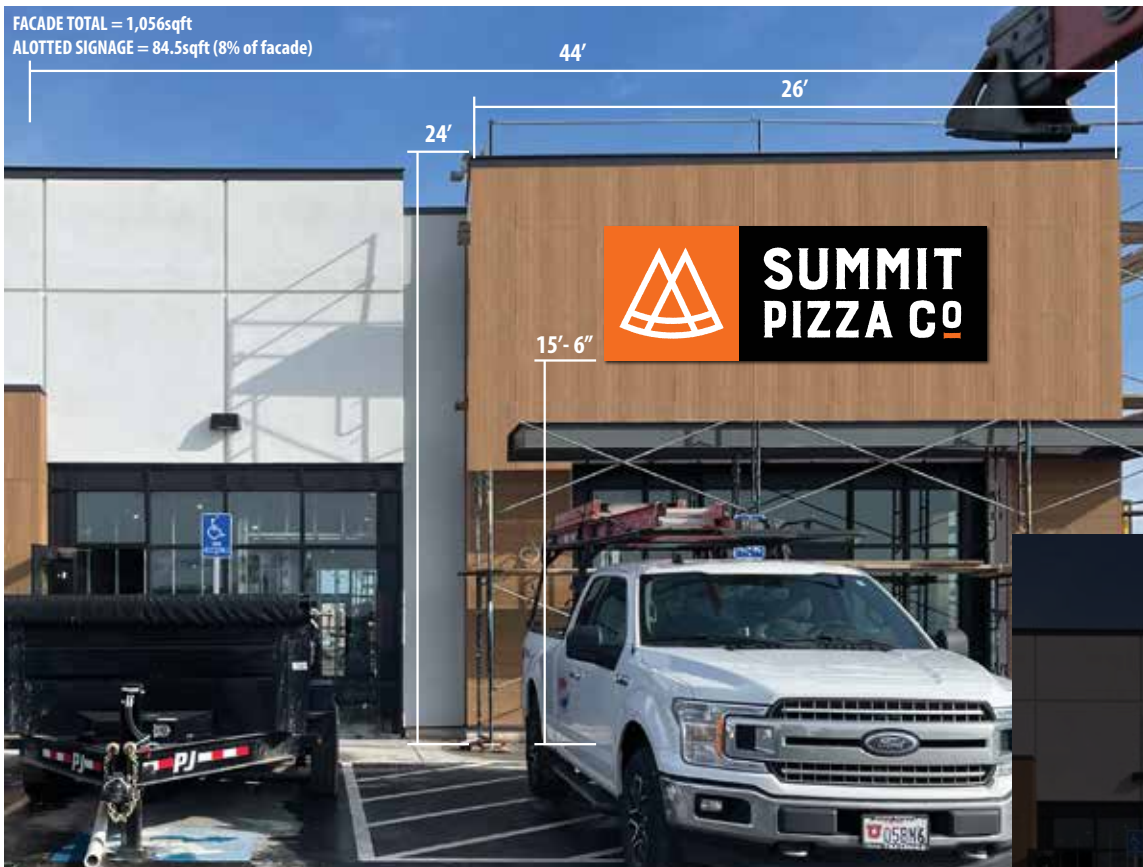 FACADE TOTAL = 1,056sqft
ALOTTED SIGNAGE = 84.5sqft (8% of facade)
44′
26′
24′
SUMMIT
PIZZA Cº
15′- 6″
PJ
PJ
Ford